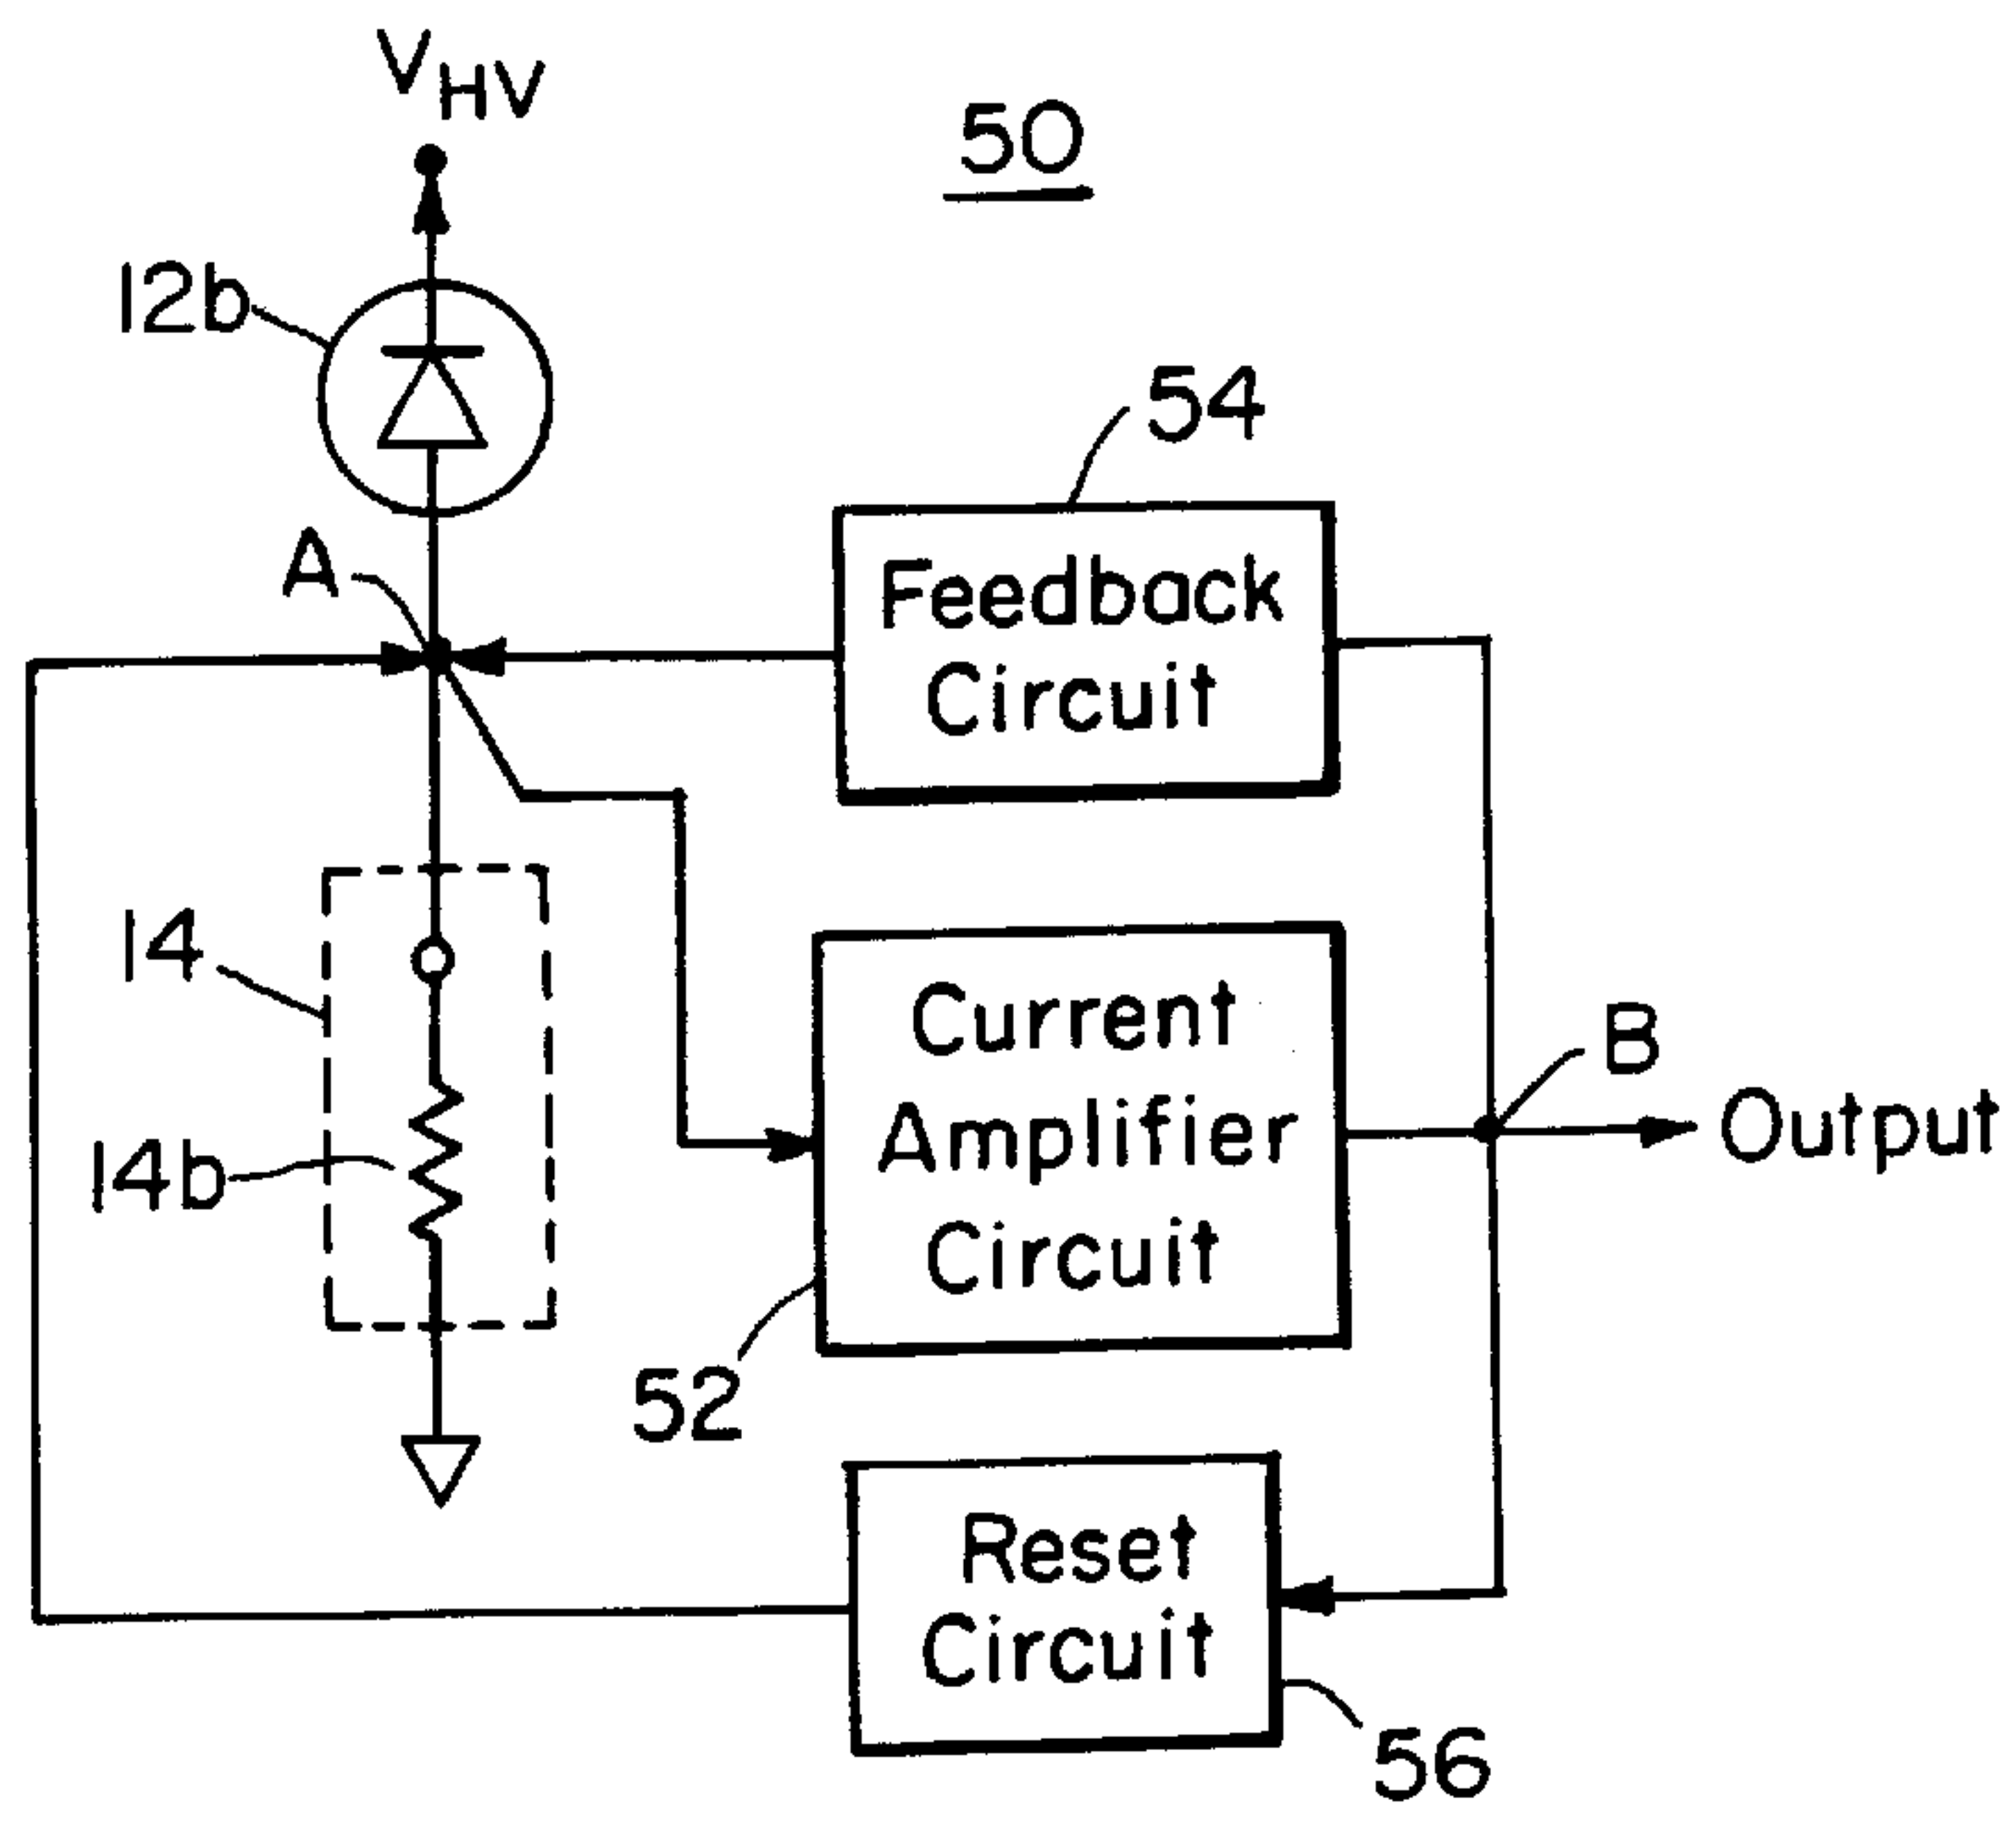 VHV
50
12b
54
A
Feedback
Circuit
14
Current
Amplifier
Circuit
B
Output
14b
52
Reset
Circuit
56